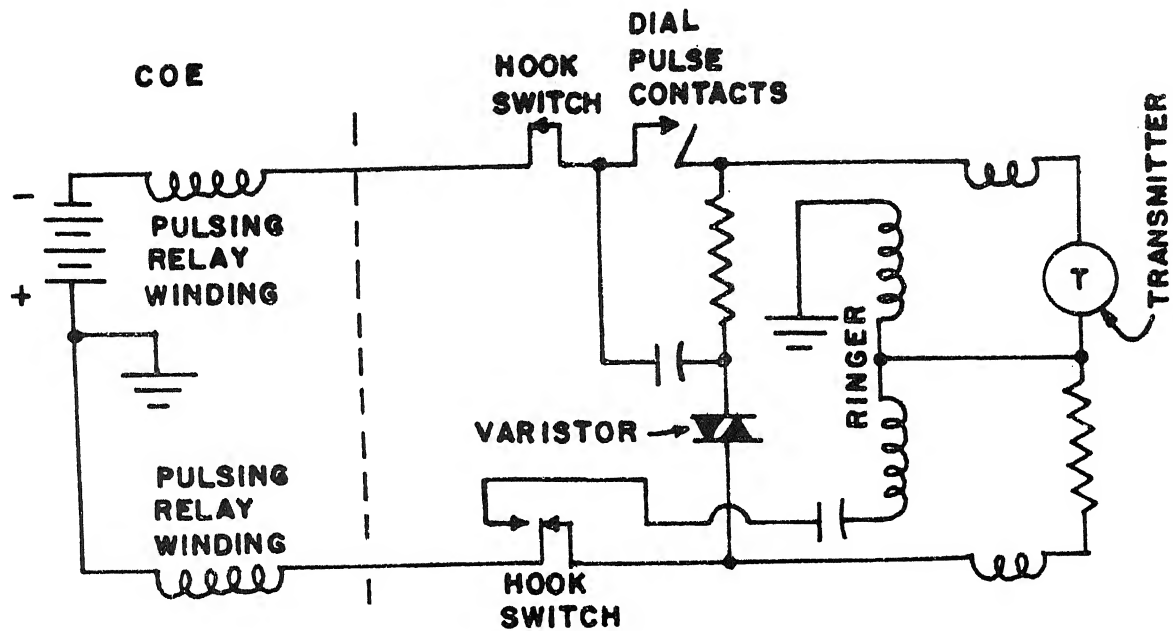 COE
HOOK
SWITCH
DIAL
PULSE
CONTACTS
TRANSMITTER
-
PULSING
RELAY
WINDING
+
T
RINGER
VARISTOR
PULSING
RELAY
WINDING
HOOK
SWITCH